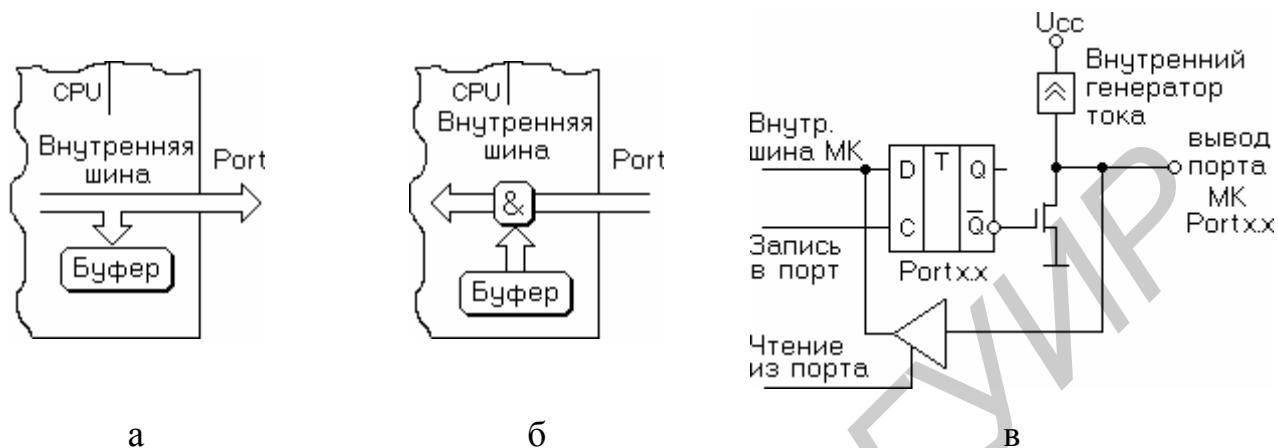 CPU
Внутренняя
шина
Port
Буфер
CPU
Внутренняя
шина
Port
&
Буфер
Ucc
Внутренний
генератор
тока
Внутр.
шина МК
D T Q
C Q
Запись
в порт
Portx.x
вывод
порта
МК
Portx.x
Чтение
из порта
а
б
в
ГУИР